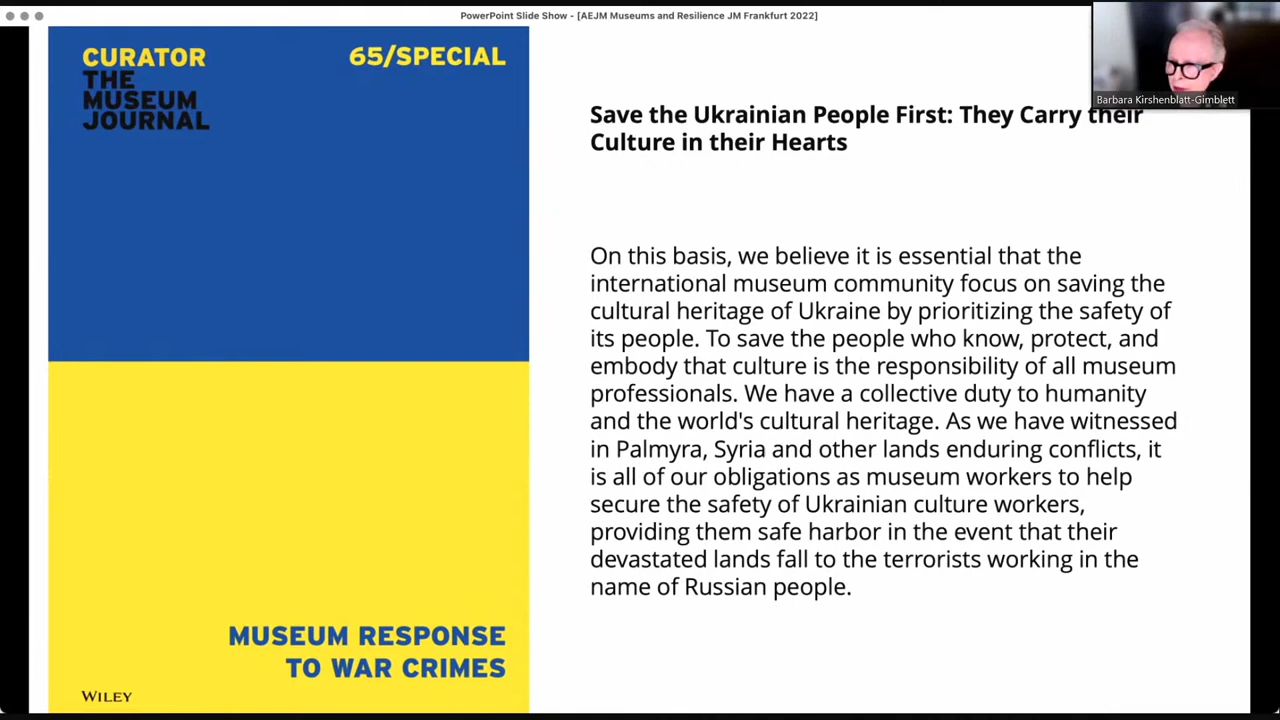 PowerPoint Slide Show - [AEJM Museums and Resilience JM Frankfurt 2022]
CURATOR
THE
MUSEUM
JOURNAL
65/SPECIAL
MUSEUM RESPONSE
TO WAR CRIMES
WILEY
Save the Ukrainian People First: They Carry their
Culture in their Hearts
On this basis, we believe it is essential that the
international museum community focus on saving the
cultural heritage of Ukraine by prioritizing the safety of
its people. To save the people who know, protect, and
embody that culture is the responsibility of all museum
professionals. We have a collective duty to humanity
and the world's cultural heritage. As we have witnessed
in Palmyra, Syria and other lands enduring conflicts, it
is all of our obligations as museum workers to help
secure the safety of Ukrainian culture workers,
providing them safe harbor in the event that their
devastated lands fall to the terrorists working in the
name of Russian people.
Barbara Kirshenblatt-Gimblett